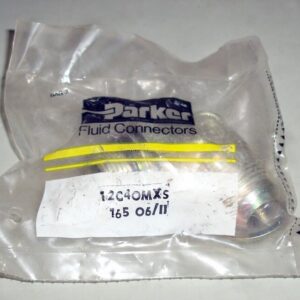 Parker
Fluid Connectors
12C40MXS
165 06/11